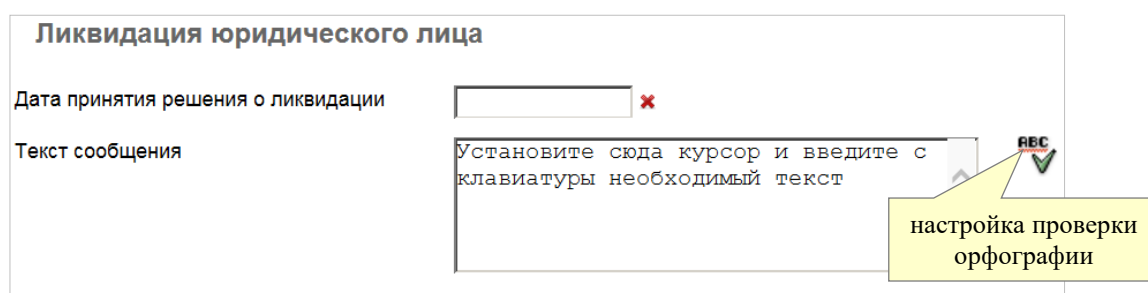 Ликвидация юридического лица
Дата принятия решения о ликвидации
Текст сообщения
Установите сюда курсор и введите с
клавиатуры необходимый текст
ABC
настройка проверки
орфографии